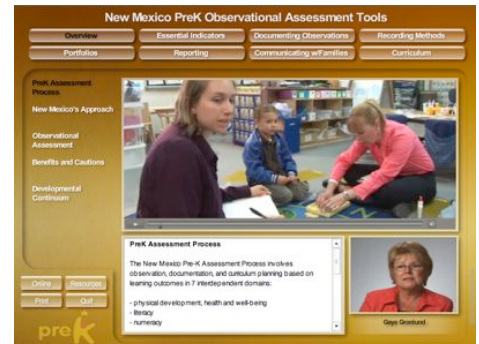 New Mexico PreK Observational Assessment Tools
Overview
Essential Indicators
Documenting Observations
Recording Methods
Portfolios
Reporting
Communicating w/Families
Curriculum
PreK Assessment
Process
New Mexico's Approach
Observational
Assessment
Benefits and Cautions
Developmental
Continuum
PreK Assessment Process
The New Mexico Pre-K Assessment Process involves
observation, documentation, and curriculum planning based on
learning outcomes in 7 interdependent domains:
- physical development, health and well-being
- literacy
- numeracy
Online
Resources
Print
Quit
prek
Gaye Gronlund